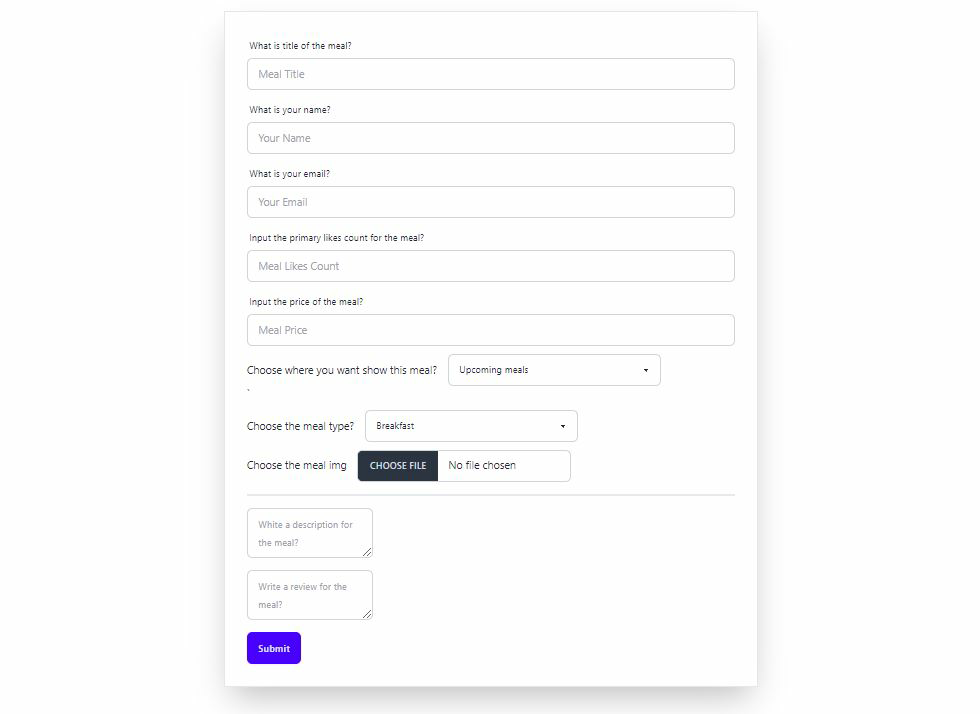 What is title of the meal?
Meal Title
What is your name?
Your Name
What is your email?
Your Email
Input the primary likes count for the meal?
Meal Likes Count
Input the price of the meal?
Meal Price
Choose where you want show this meal? Upcoming meals
`
Choose the meal type? Breakfast
Choose the meal img CHOOSE FILE No file chosen
White a description for
the meal?
Write a review for the
meal?
Submit